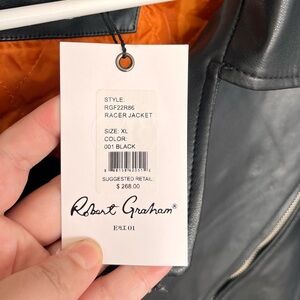 STYLE:
RGF22R86
RACER JACKET
SIZE: XL
COLOR:
001 BLACK
SUGGESTED RETAIL:
$ 268.00
Robert Graham®
EST. 01